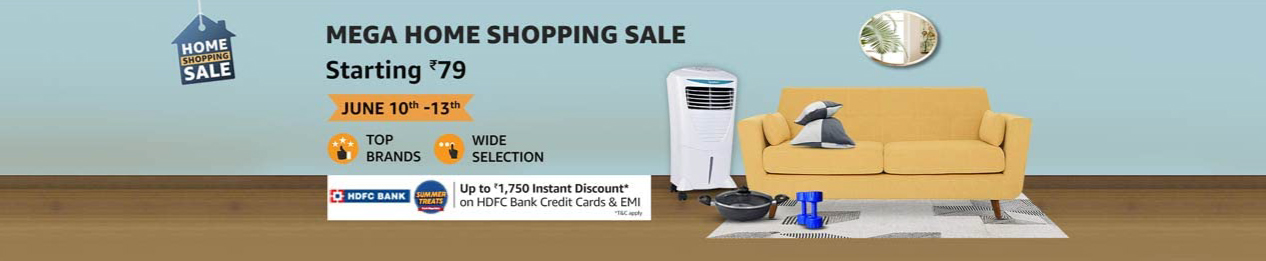 HOME
SHOPPING
SALE
MEGA HOME SHOPPING SALE
Starting ₹79
JUNE 10th -13th
TOP
BRANDS
WIDE
SELECTION
HDFC BANK
SUMMER
TREATS
Up to ₹1,750 Instant Discount*
on HDFC Bank Credit Cards & EMI
*T&C apply